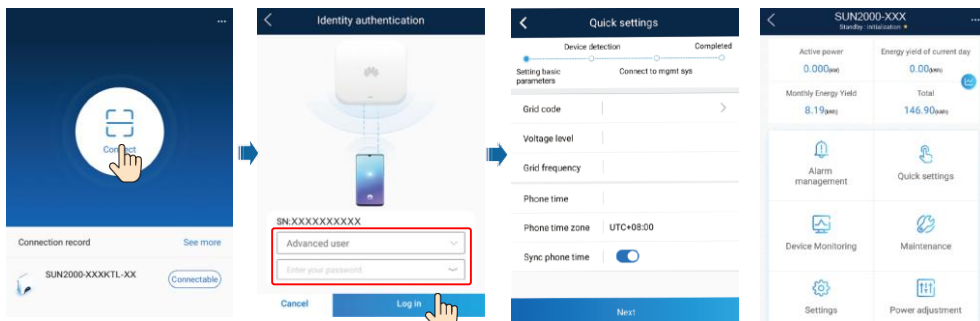 Connect
Connection record
See more
SUN2000-XXXKTL-XX
Connectable
Identity authentication
SN:XXXXXXXXXX
Advanced user
Enter your password
Cancel
Log in
Quick settings
Device detection
Completed
Setting basic
parameters
Connect to mgmt sys
Grid code
Voltage level
Grid frequency
Phone time
Phone time zone
UTC+08:00
Sync phone time
Next
SUN2000-XXX
Standby : initialization
Active power
Energy yield of current day
0.000(kW)
0.00(kWh)
Monthly Energy Yield
Total
8.19(kWh)
146.90(kWh)
Alarm
management
Quick settings
Device Monitoring
Maintenance
Settings
Power adjustment